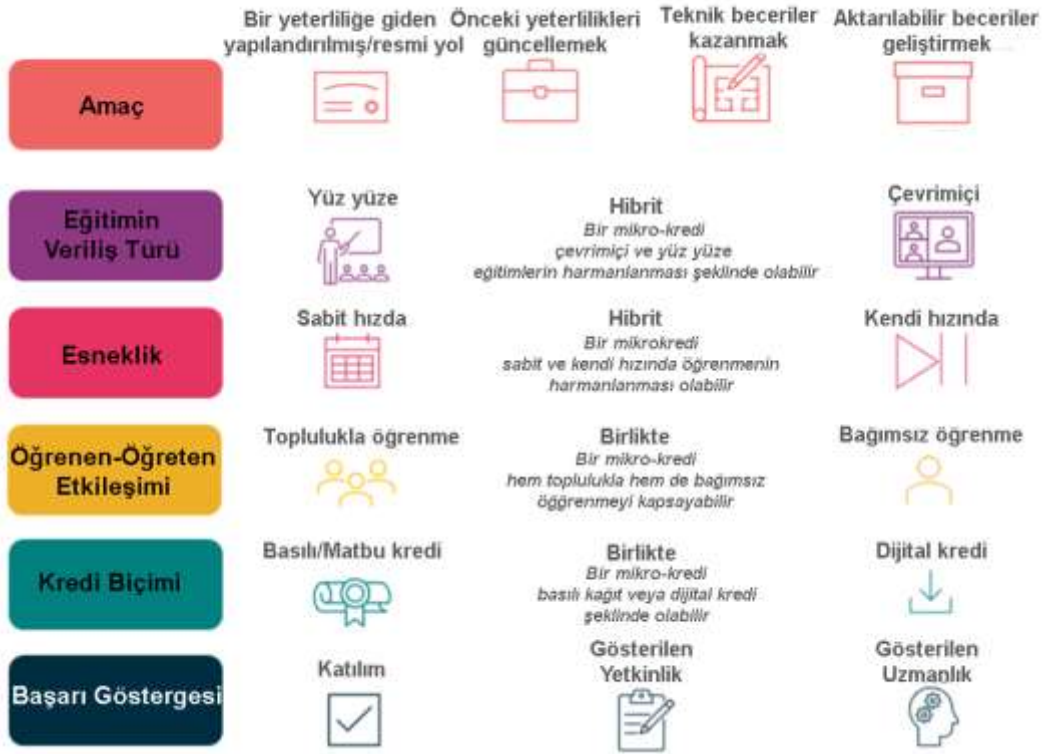 Bir yeterliliğe giden
yapılandırılmış/resmi yol
Önceki yeterlilikleri
güncellemek
Teknik beceriler
kazanmak
Aktarılabilir beceriler
geliştirmek
Amaç
Eğitimin
Veriliş Türü
Yüz yüze
Hibrit
Bir mikro-kredi
çevrimiçi ve yüz yüze
eğitimlerin harmanlanması şeklinde olabilir
Çevrimiçi
Esneklik
Sabit hızda
Hibrit
Bir mikrokredi
sabit ve kendi hızında öğrenmenin
harmanlanması olabilir
Kendi hızında
Öğrenen-Öğreten
Etkileşimi
Toplulukla öğrenme
Birlikte
Bir mikro-kredi
hem toplulukla hem de bağımsız
öğğrenmeyi kapsayabilir
Bağımsız öğrenme
Kredi Biçimi
Basılı/Matbu kredi
Birlikte
Bir mikro-kredi
basılı kağıt veya dijital kredi
şeklinde olabilir
Dijital kredi
Başarı Göstergesi
Katılım
Gösterilen
Yetkinlik
Gösterilen
Uzmanlık